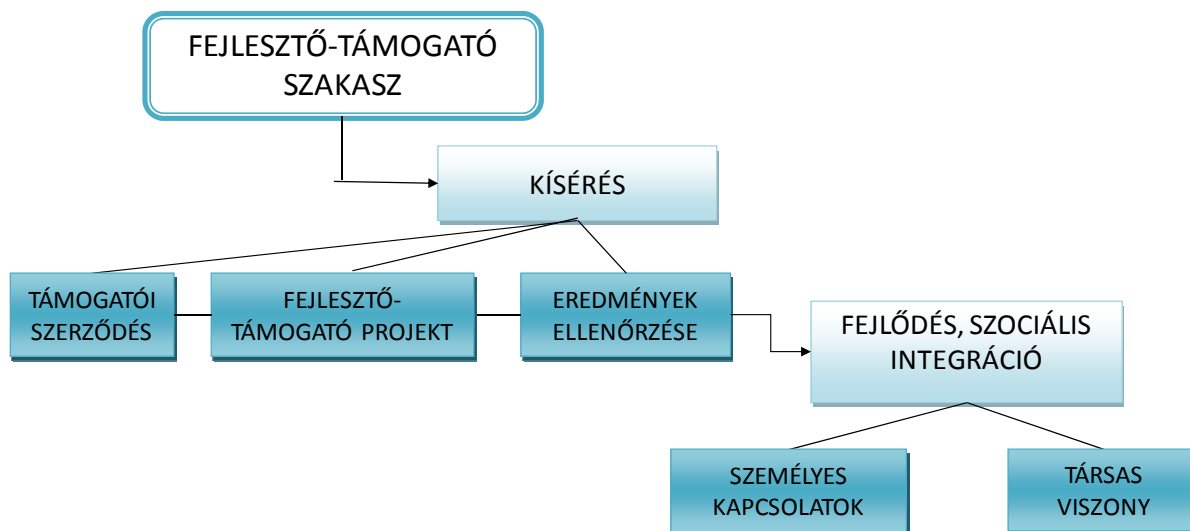 FEJLESZTŐ-TÁMOGATÓ
SZAKASZ
KÍSÉRÉS
TÁMOGATÓI
SZERZŐDÉS
FEJLESZTŐ-
TÁMOGATÓ PROJEKT
EREDMÉNYEK
ELLENŐRZÉSE
FEJLŐDÉS, SZOCIÁLIS
INTEGRÁCIÓ
SZEMÉLYES
KAPCSOLATOK
TÁRSAS
VISZONY